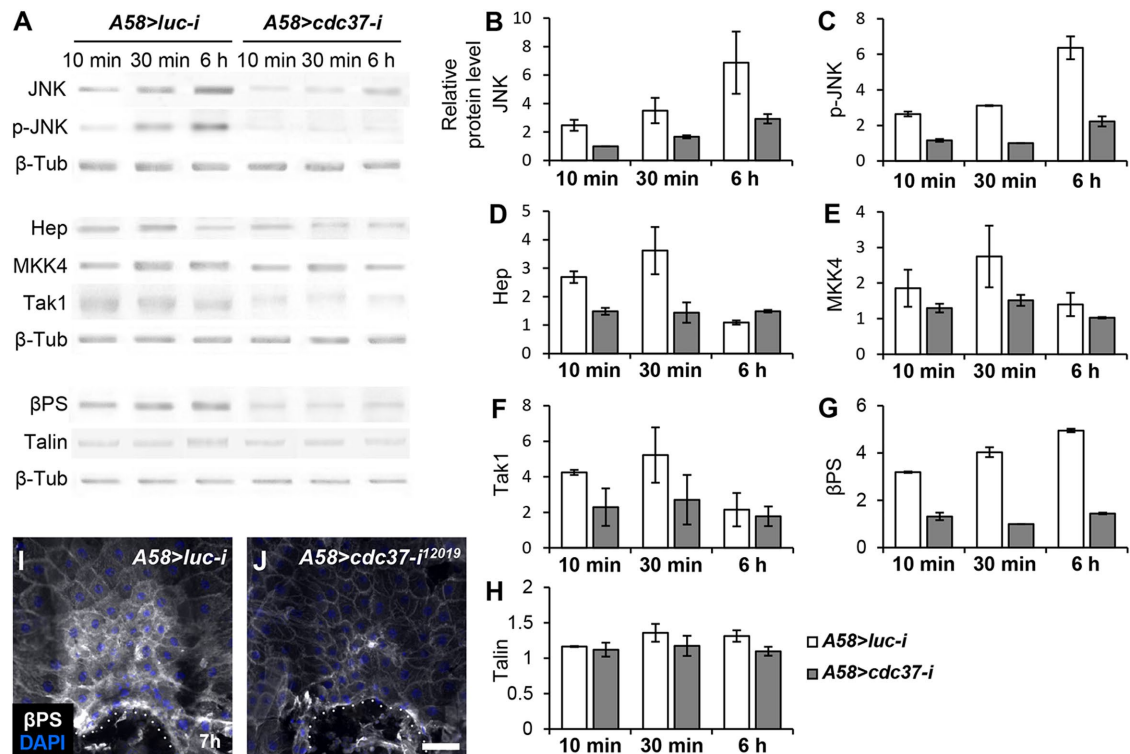 A
A58>luc-i
A58>cdc37-i
10 min 30 min 6 h 10 min 30 min 6 h
JNK
p-JNK
β-Tub
Hep
MKK4
Tak1
β-Tub
βPS
Talin
β-Tub
B
Relative
protein level
JNK
10
8
6
4
2
0
10 min 30 min 6 h
C
p-JNK
8
6
4
2
0
10 min 30 min 6 h
D
Hep
5
4
3
2
1
0
10 min 30 min 6 h
E
MKK4
4
3
2
1
0
10 min 30 min 6 h
F
Tak1
8
6
4
2
0
10 min 30 min 6 h
G
βPS
6
4
2
0
10 min 30 min 6 h
H
Talin
2
1.5
1
0.5
0
10 min 30 min 6 h
A58>luc-i
A58>cdc37-i
I
A58>luc-i
βPS
DAPI
7h
J
A58>cdc37-i12019